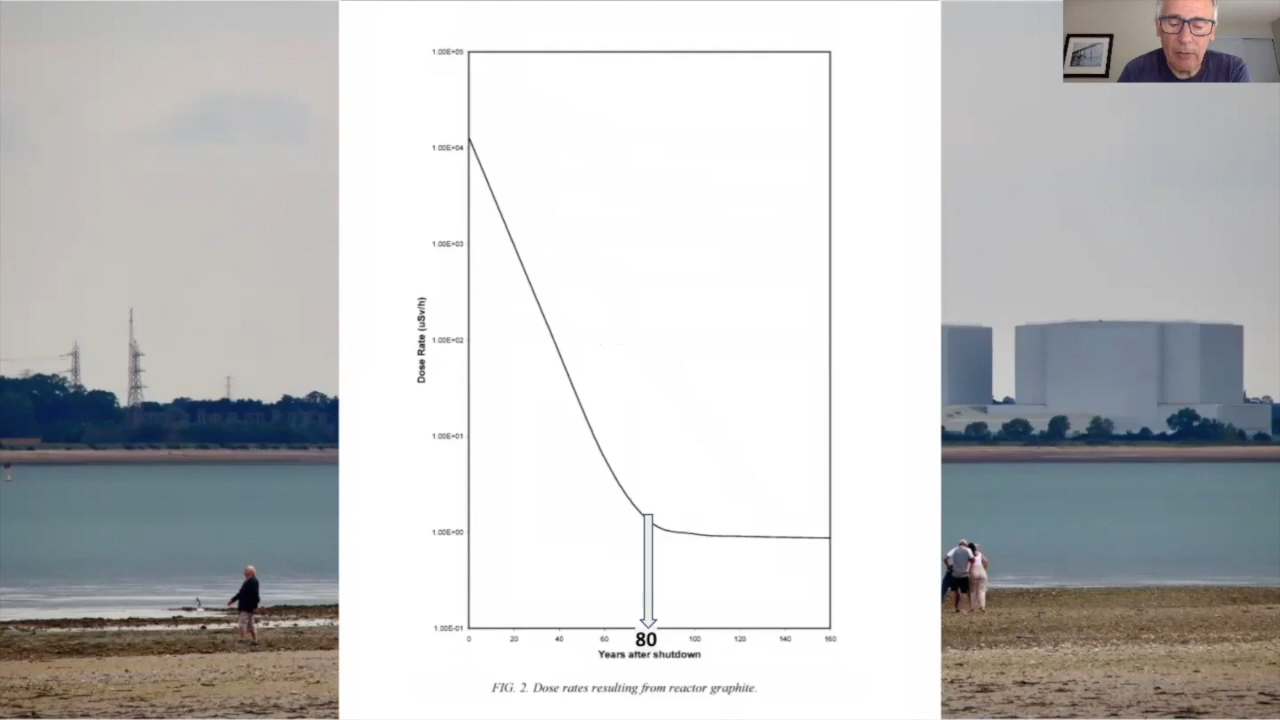 1.00E+05
1.00E+04
1.00E+03
1.00E+02
1.00E+01
1.00E+00
1.00E-01
Dose Rate (uSv/h)
0 20 40 60 80 100 120 140 160
Years after shutdown
FIG. 2. Dose rates resulting from reactor graphite.